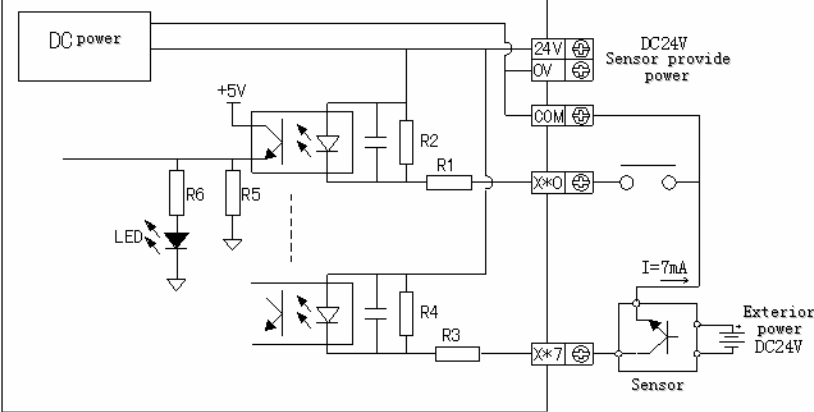 DC power
24V
DC24V
0V
Sensor provide
power
+5V
COM
R2
R1
X*0
R6
R5
LED
I=7mA
R4
R3
X*7
Exterior
power
DC24V
+
Sensor